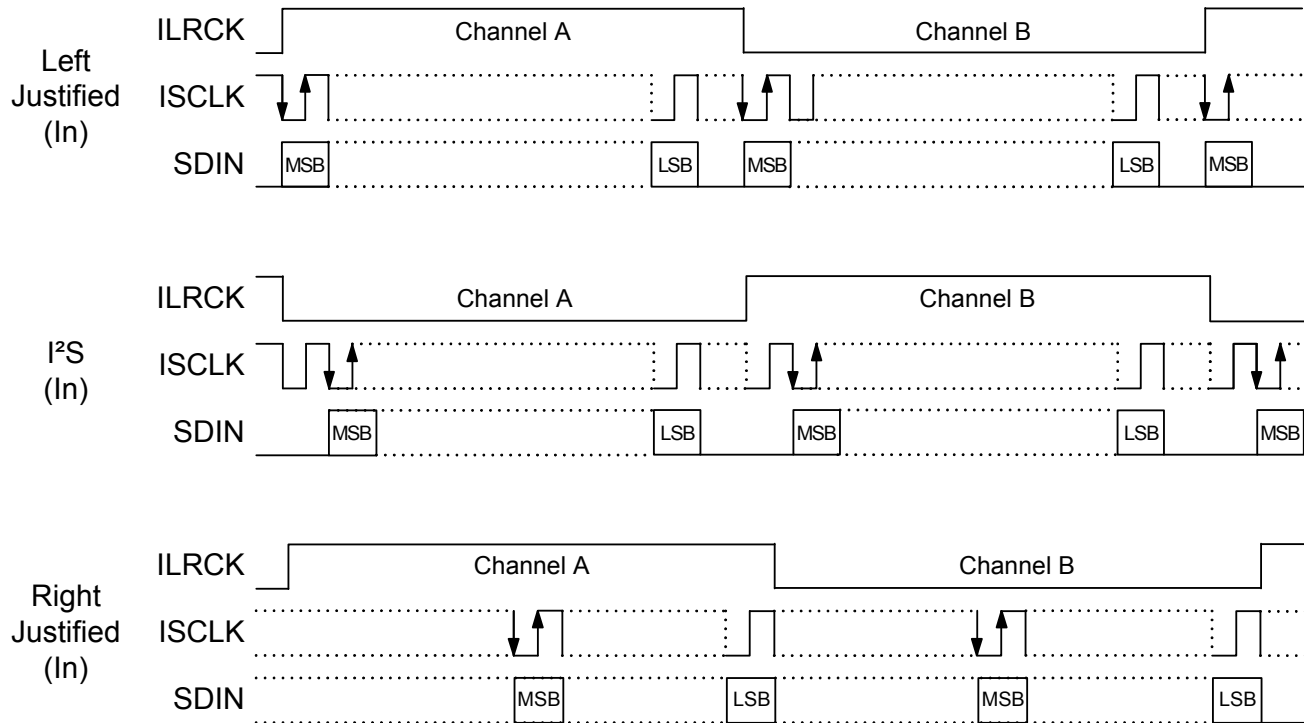 Left
Justified
(In)
ILRCK
Channel A
Channel B
ISCLK
SDIN
MSB LSB MSB LSB MSB
I²S
(In)
ILRCK
Channel A
Channel B
ISCLK
SDIN
MSB LSB MSB LSB MSB
Right
Justified
(In)
ILRCK
Channel A
Channel B
ISCLK
SDIN
MSB LSB MSB LSB